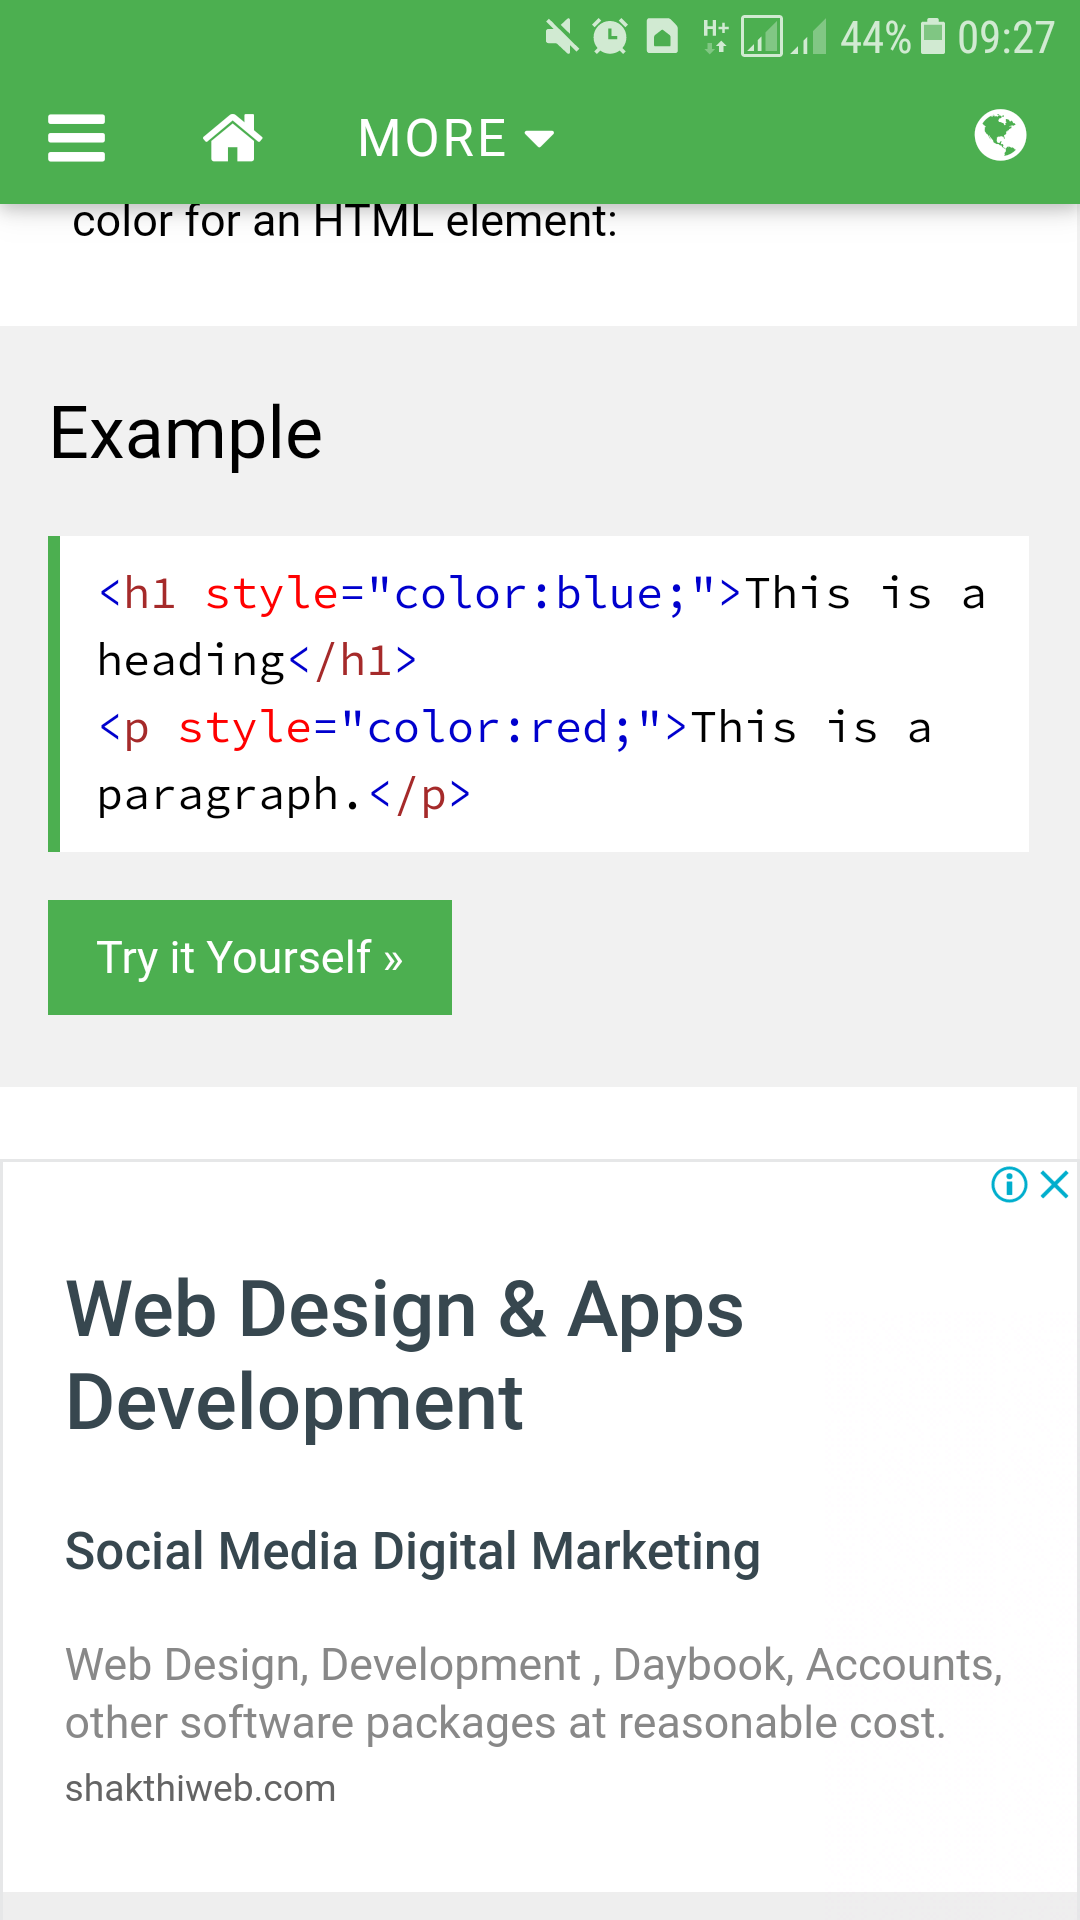 H+ 44% 09:27
MORE
color for an HTML element:
Example
<h1 style="color:blue;">This is a
heading</h1>
<p style="color:red;">This is a
paragraph.</p>
Try it Yourself »
Web Design & Apps
Development
Social Media Digital Marketing
Web Design, Development , Daybook, Accounts,
other software packages at reasonable cost.
shakthiweb.com